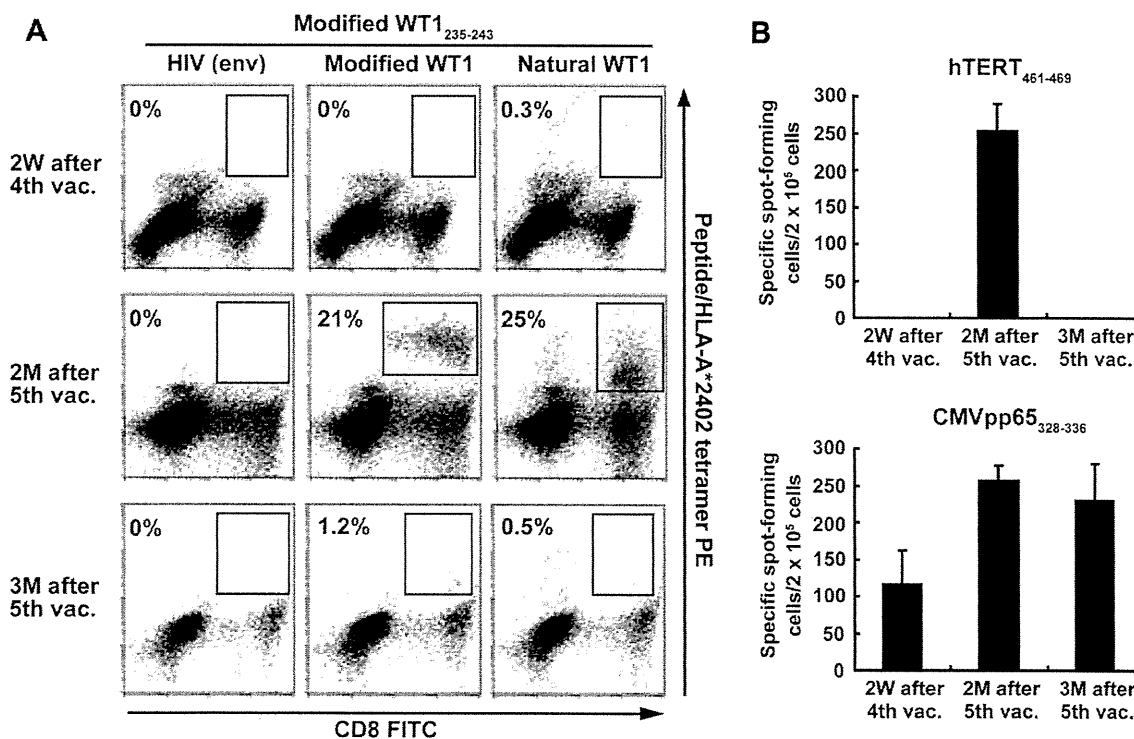 A
Modified WT1235-243
HIV (env)
Modified WT1
Natural WT1
2W after
4th vac.
0%
0%
0.3%
2M after
5th vac.
0%
21%
25%
3M after
5th vac.
0%
1.2%
0.5%
CD8 FITC
Peptide/HLA-A*2402 tetramer PE
B
hTERT461-469
Specific spot-forming
cells/2 x 10⁵ cells
300
250
200
150
100
50
0
2W after
4th vac.
2M after
5th vac.
3M after
5th vac.
CMVpp65328-336
Specific spot-forming
cells/2 x 10⁵ cells
300
250
200
150
100
50
0
2W after
4th vac.
2M after
5th vac.
3M after
5th vac.